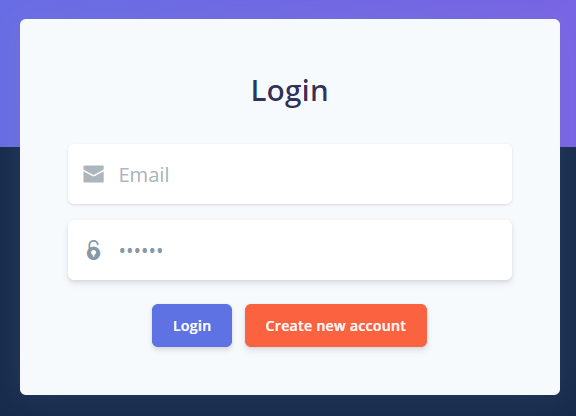 Login
Email
••••••
Login Create new account